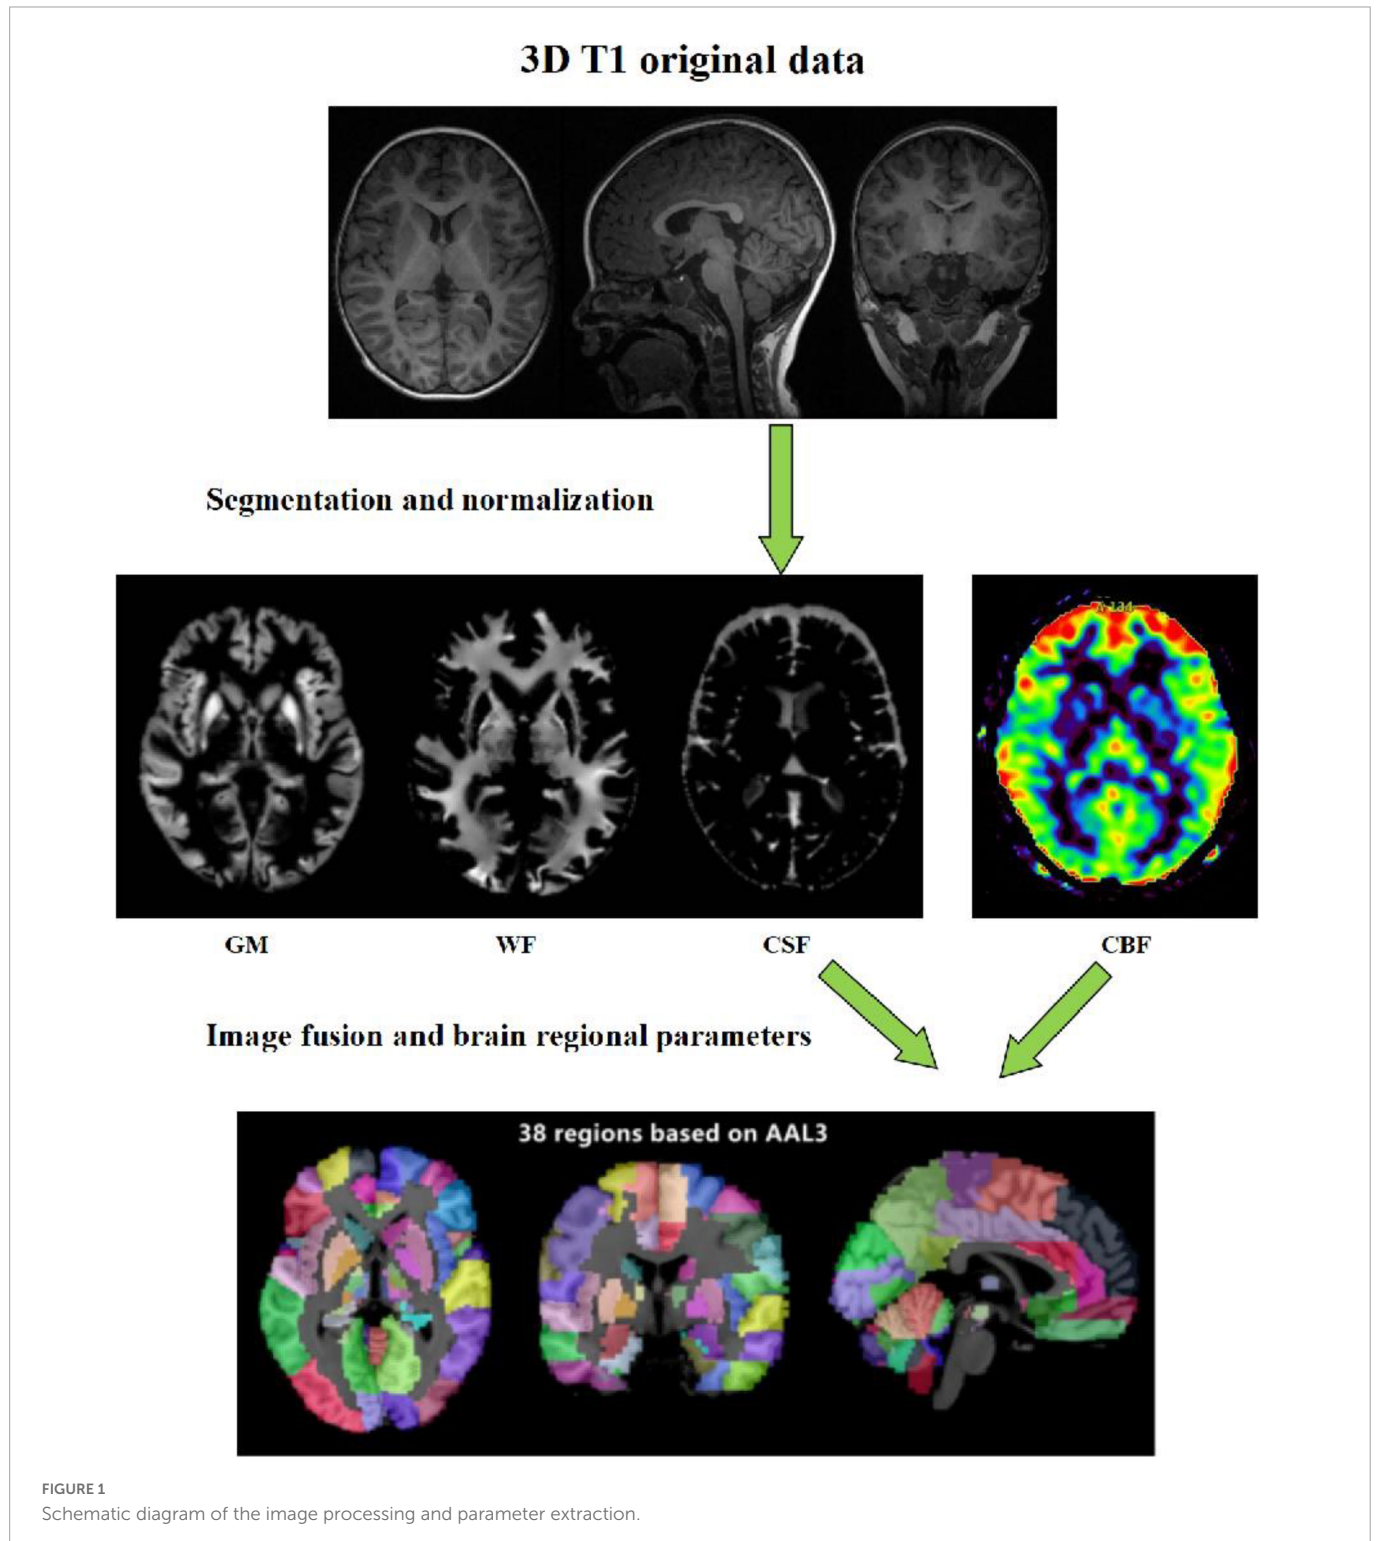 3D T1 original data
Segmentation and normalization
GM WF CSF CBF
Image fusion and brain regional parameters
38 regions based on AAL3
FIGURE 1
Schematic diagram of the image processing and parameter extraction.